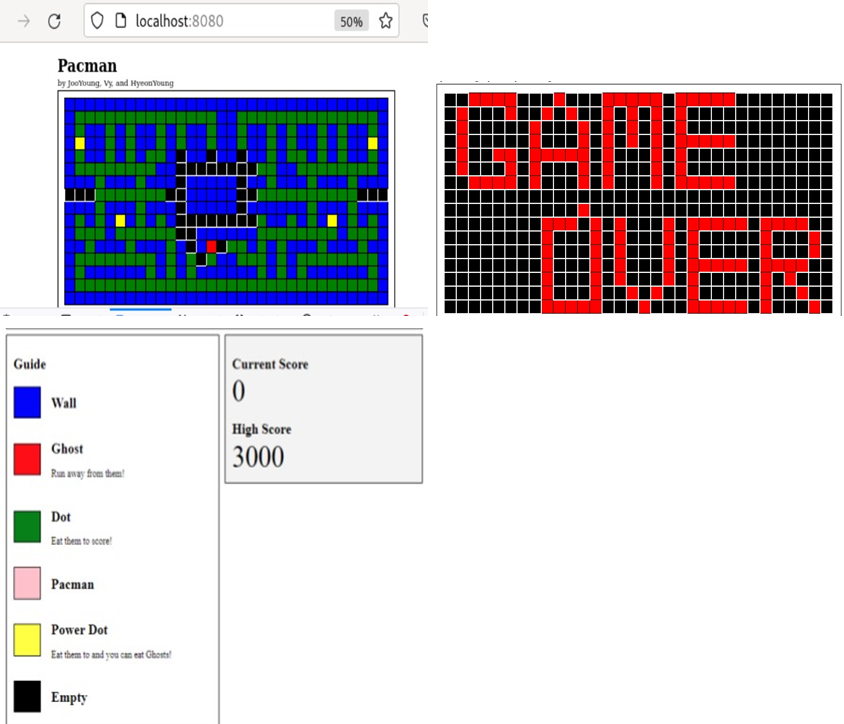 localhost:8080
50%
Pacman
by JooYoung, Vy, and HyeonYoung
GAME
OVER
Guide
Wall
Ghost
Run away from them!
Dot
Eat them to score!
Pacman
Power Dot
Eat them to and you can eat Ghosts!
Empty
Current Score
0
High Score
3000